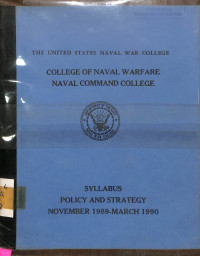 THE UNITED STATES NAVAL WAR COLLEGE
COLLEGE OF NAVAL WARFARE
NAVAL COMMAND COLLEGE
SYLLABUS
POLICY AND STRATEGY
NOVEMBER 1989-MARCH 1990